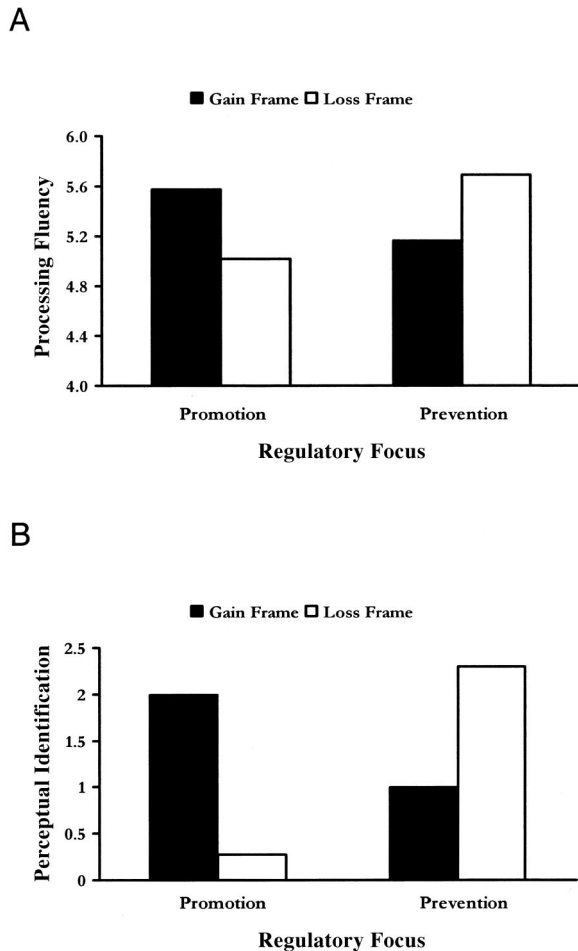 A
Gain Frame Loss Frame
6.0
5.6
5.2
4.8
4.4
4.0
Processing Fluency
Promotion Prevention
Regulatory Focus
B
Gain Frame Loss Frame
2.5
2
1.5
1
0.5
0
Perceptual Identification
Promotion Prevention
Regulatory Focus